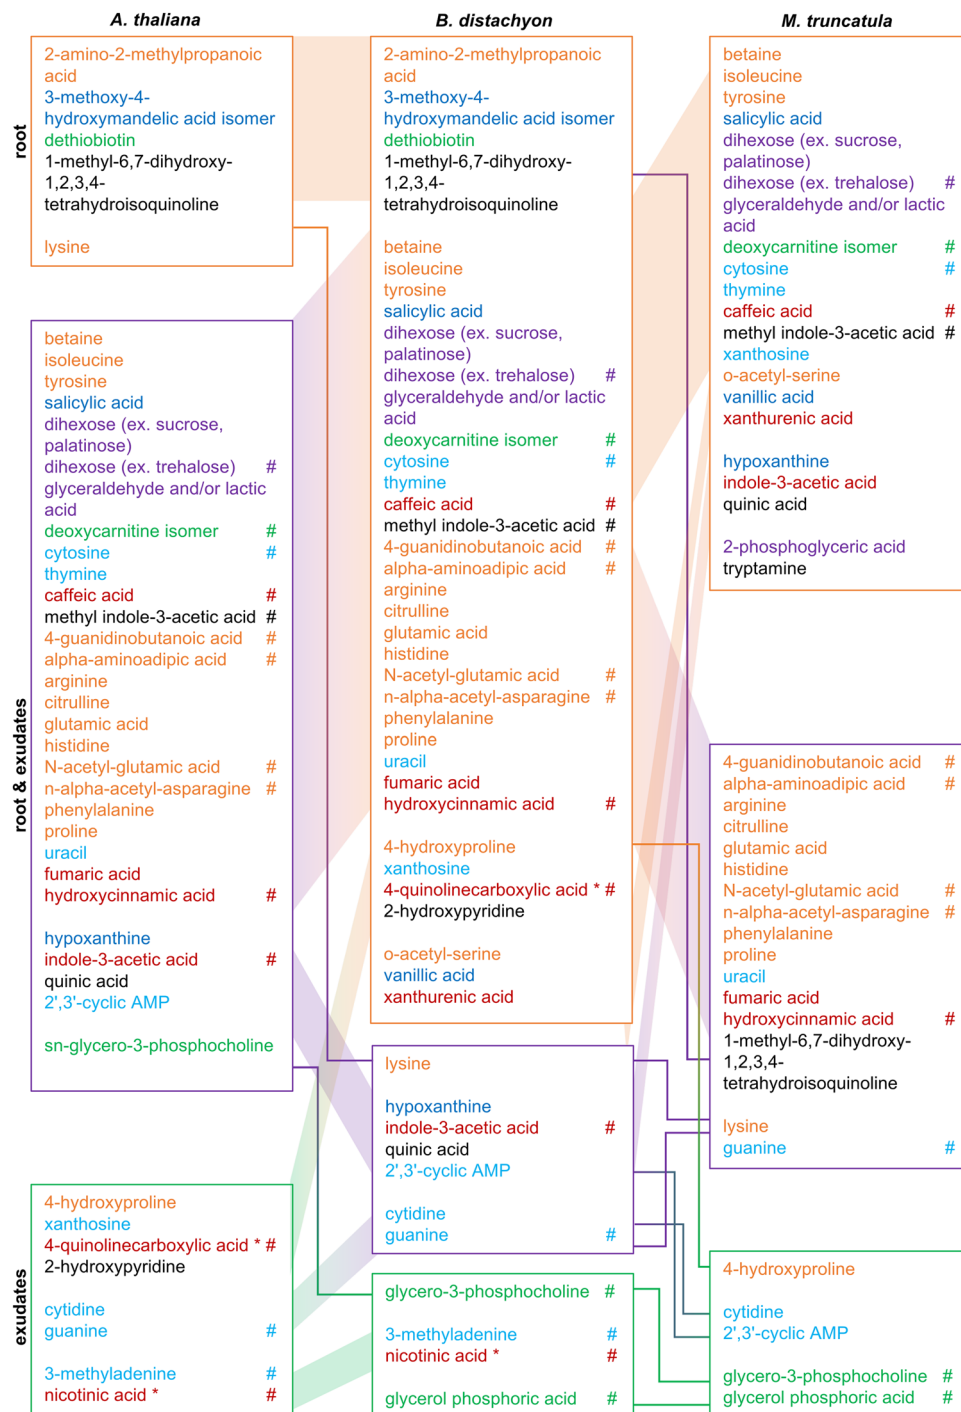 A. thaliana
B. distachyon
M. truncatula
root
2-amino-2-methylpropanoic
acid
3-methoxy-4-
hydroxymandelic acid isomer
dethiobiotin
1-methyl-6,7-dihydroxy-
1,2,3,4-
tetrahydroisoquinoline
lysine
root & exudates
betaine
isoleucine
tyrosine
salicylic acid
dihexose (ex. sucrose,
palatinose)
dihexose (ex. trehalose) #
glyceraldehyde and/or lactic
acid
deoxycarnitine isomer #
cytosine #
thymine
caffeic acid #
methyl indole-3-acetic acid #
4-guanidinobutanoic acid #
alpha-aminoadipic acid #
arginine
citrulline
glutamic acid
histidine
N-acetyl-glutamic acid #
n-alpha-acetyl-asparagine #
phenylalanine
proline
uracil
fumaric acid
hydroxycinnamic acid #
hypoxanthine
indole-3-acetic acid #
quinic acid
2',3'-cyclic AMP
sn-glycero-3-phosphocholine
exudates
4-hydroxyproline
xanthosine
4-quinolinecarboxylic acid * #
2-hydroxypyridine
cytidine
guanine #
3-methyladenine #
nicotinic acid * #
2-amino-2-methylpropanoic
acid
3-methoxy-4-
hydroxymandelic acid isomer
dethiobiotin
1-methyl-6,7-dihydroxy-
1,2,3,4-
tetrahydroisoquinoline
betaine
isoleucine
tyrosine
salicylic acid
dihexose (ex. sucrose,
palatinose)
dihexose (ex. trehalose) #
glyceraldehyde and/or lactic
acid
deoxycarnitine isomer #
cytosine #
thymine
caffeic acid #
methyl indole-3-acetic acid #
4-guanidinobutanoic acid #
alpha-aminoadipic acid #
arginine
citrulline
glutamic acid
histidine
N-acetyl-glutamic acid #
n-alpha-acetyl-asparagine #
phenylalanine
proline
uracil
fumaric acid
hydroxycinnamic acid #
4-hydroxyproline
xanthosine
4-quinolinecarboxylic acid * #
2-hydroxypyridine
o-acetyl-serine
vanillic acid
xanthurenic acid
lysine
hypoxanthine
indole-3-acetic acid #
quinic acid
2',3'-cyclic AMP
cytidine
guanine #
glycero-3-phosphocholine #
3-methyladenine #
nicotinic acid * #
glycerol phosphoric acid #
betaine
isoleucine
tyrosine
salicylic acid
dihexose (ex. sucrose,
palatinose)
dihexose (ex. trehalose) #
glyceraldehyde and/or lactic
acid
deoxycarnitine isomer #
cytosine #
thymine
caffeic acid #
methyl indole-3-acetic acid #
xanthosine
o-acetyl-serine
vanillic acid
xanthurenic acid
hypoxanthine
indole-3-acetic acid
quinic acid
2-phosphoglyceric acid
tryptamine
4-guanidinobutanoic acid #
alpha-aminoadipic acid #
arginine
citrulline
glutamic acid
histidine
N-acetyl-glutamic acid #
n-alpha-acetyl-asparagine #
phenylalanine
proline
uracil
fumaric acid
hydroxycinnamic acid #
1-methyl-6,7-dihydroxy-
1,2,3,4-
tetrahydroisoquinoline
lysine
guanine #
4-hydroxyproline
cytidine
2',3'-cyclic AMP
glycero-3-phosphocholine #
glycerol phosphoric acid #